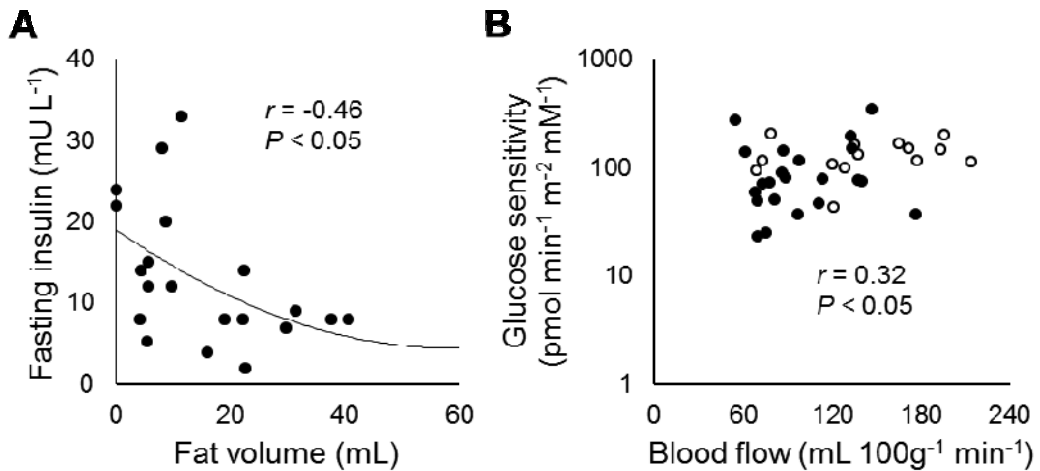 A
Fasting insulin (mU L⁻¹)
40
30
20
10
0
r = -0.46
P < 0.05
0 20 40 60
Fat volume (mL)
B
Glucose sensitivity
(pmol min⁻¹ m⁻² mM⁻¹)
1000
100
10
1
r = 0.32
P < 0.05
0 60 120 180 240
Blood flow (mL 100g⁻¹ min⁻¹)